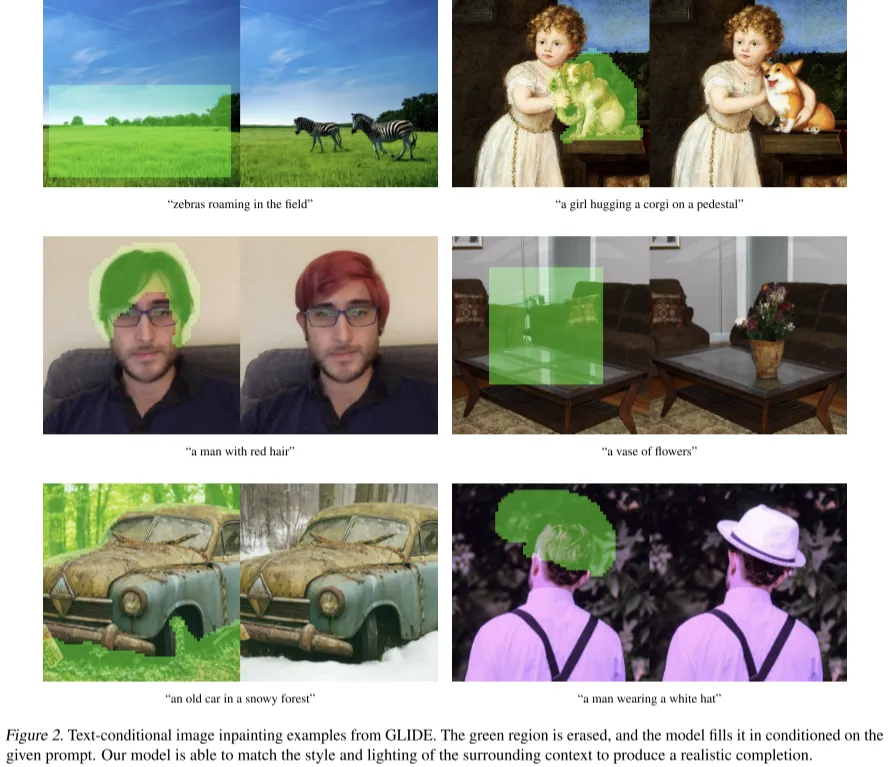 “zebras roaming in the field”
“a girl hugging a corgi on a pedestal”
“a man with red hair”
“a vase of flowers”
“an old car in a snowy forest”
“a man wearing a white hat”
Figure 2. Text-conditional image inpainting examples from GLIDE. The green region is erased, and the model fills it in conditioned on the
given prompt. Our model is able to match the style and lighting of the surrounding context to produce a realistic completion.